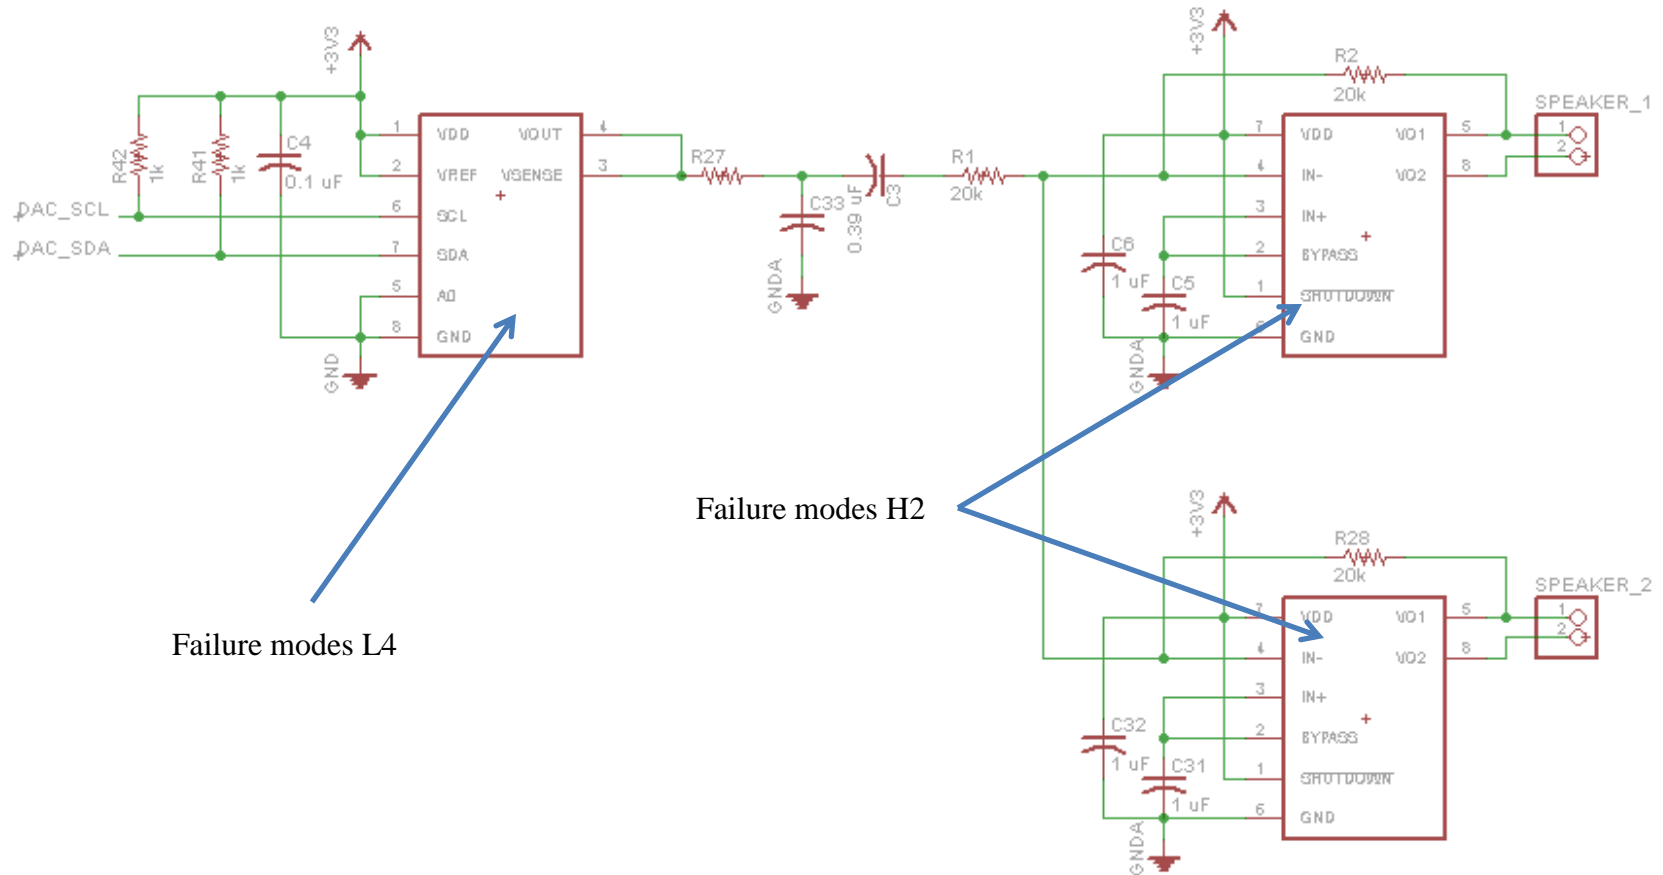 +3V3
R42
1k
R41
1k
C4
0.1 uF
DAC_SCL
DAC_SDA
1 VDD
2 VREF
6 SCL
7 SDA
5 A0
8 GND
VOUT 4
VSENSE 3
GND
R27
C33
GNDA
0.39 uF
C3
R1
20k
+3V3
R2
20k
7 VDD
4 IN-
3 IN+
2 BYPASS
1 SHUTDOWN
6 GND
VO1 5
VO2 8
C6
1 uF
C5
1 uF
GNDA
SPEAKER_1
1
2
Failure modes H2
Failure modes L4
+3V3
R28
20k
7 VDD
4 IN-
3 IN+
2 BYPASS
1 SHUTDOWN
6 GND
VO1 5
VO2 8
C32
1 uF
C31
1 uF
GNDA
SPEAKER_2
1
2